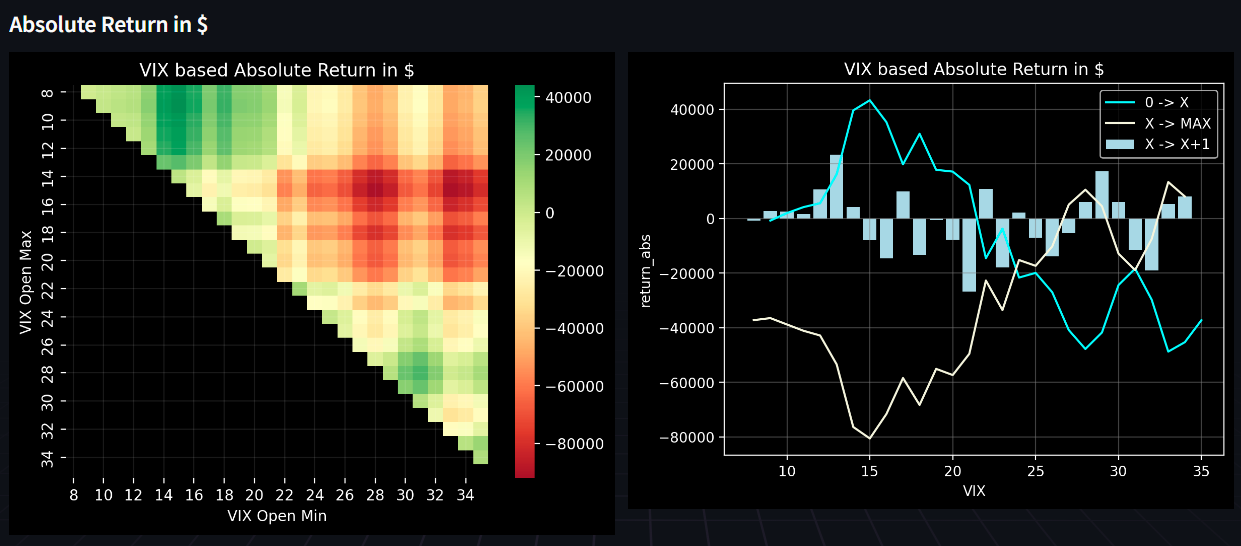 Absolute Return in $
VIX based Absolute Return in $
VIX Open Max
8
10
12
14
16
18
20
22
24
26
28
30
32
34
8 10 12 14 16 18 20 22 24 26 28 30 32 34
VIX Open Min
40000
20000
0
−20000
−40000
−60000
−80000
VIX based Absolute Return in $
return_abs
40000
20000
0
−20000
−40000
−60000
−80000
0 -> X
X -> MAX
X -> X+1
10 15 20 25 30 35
VIX